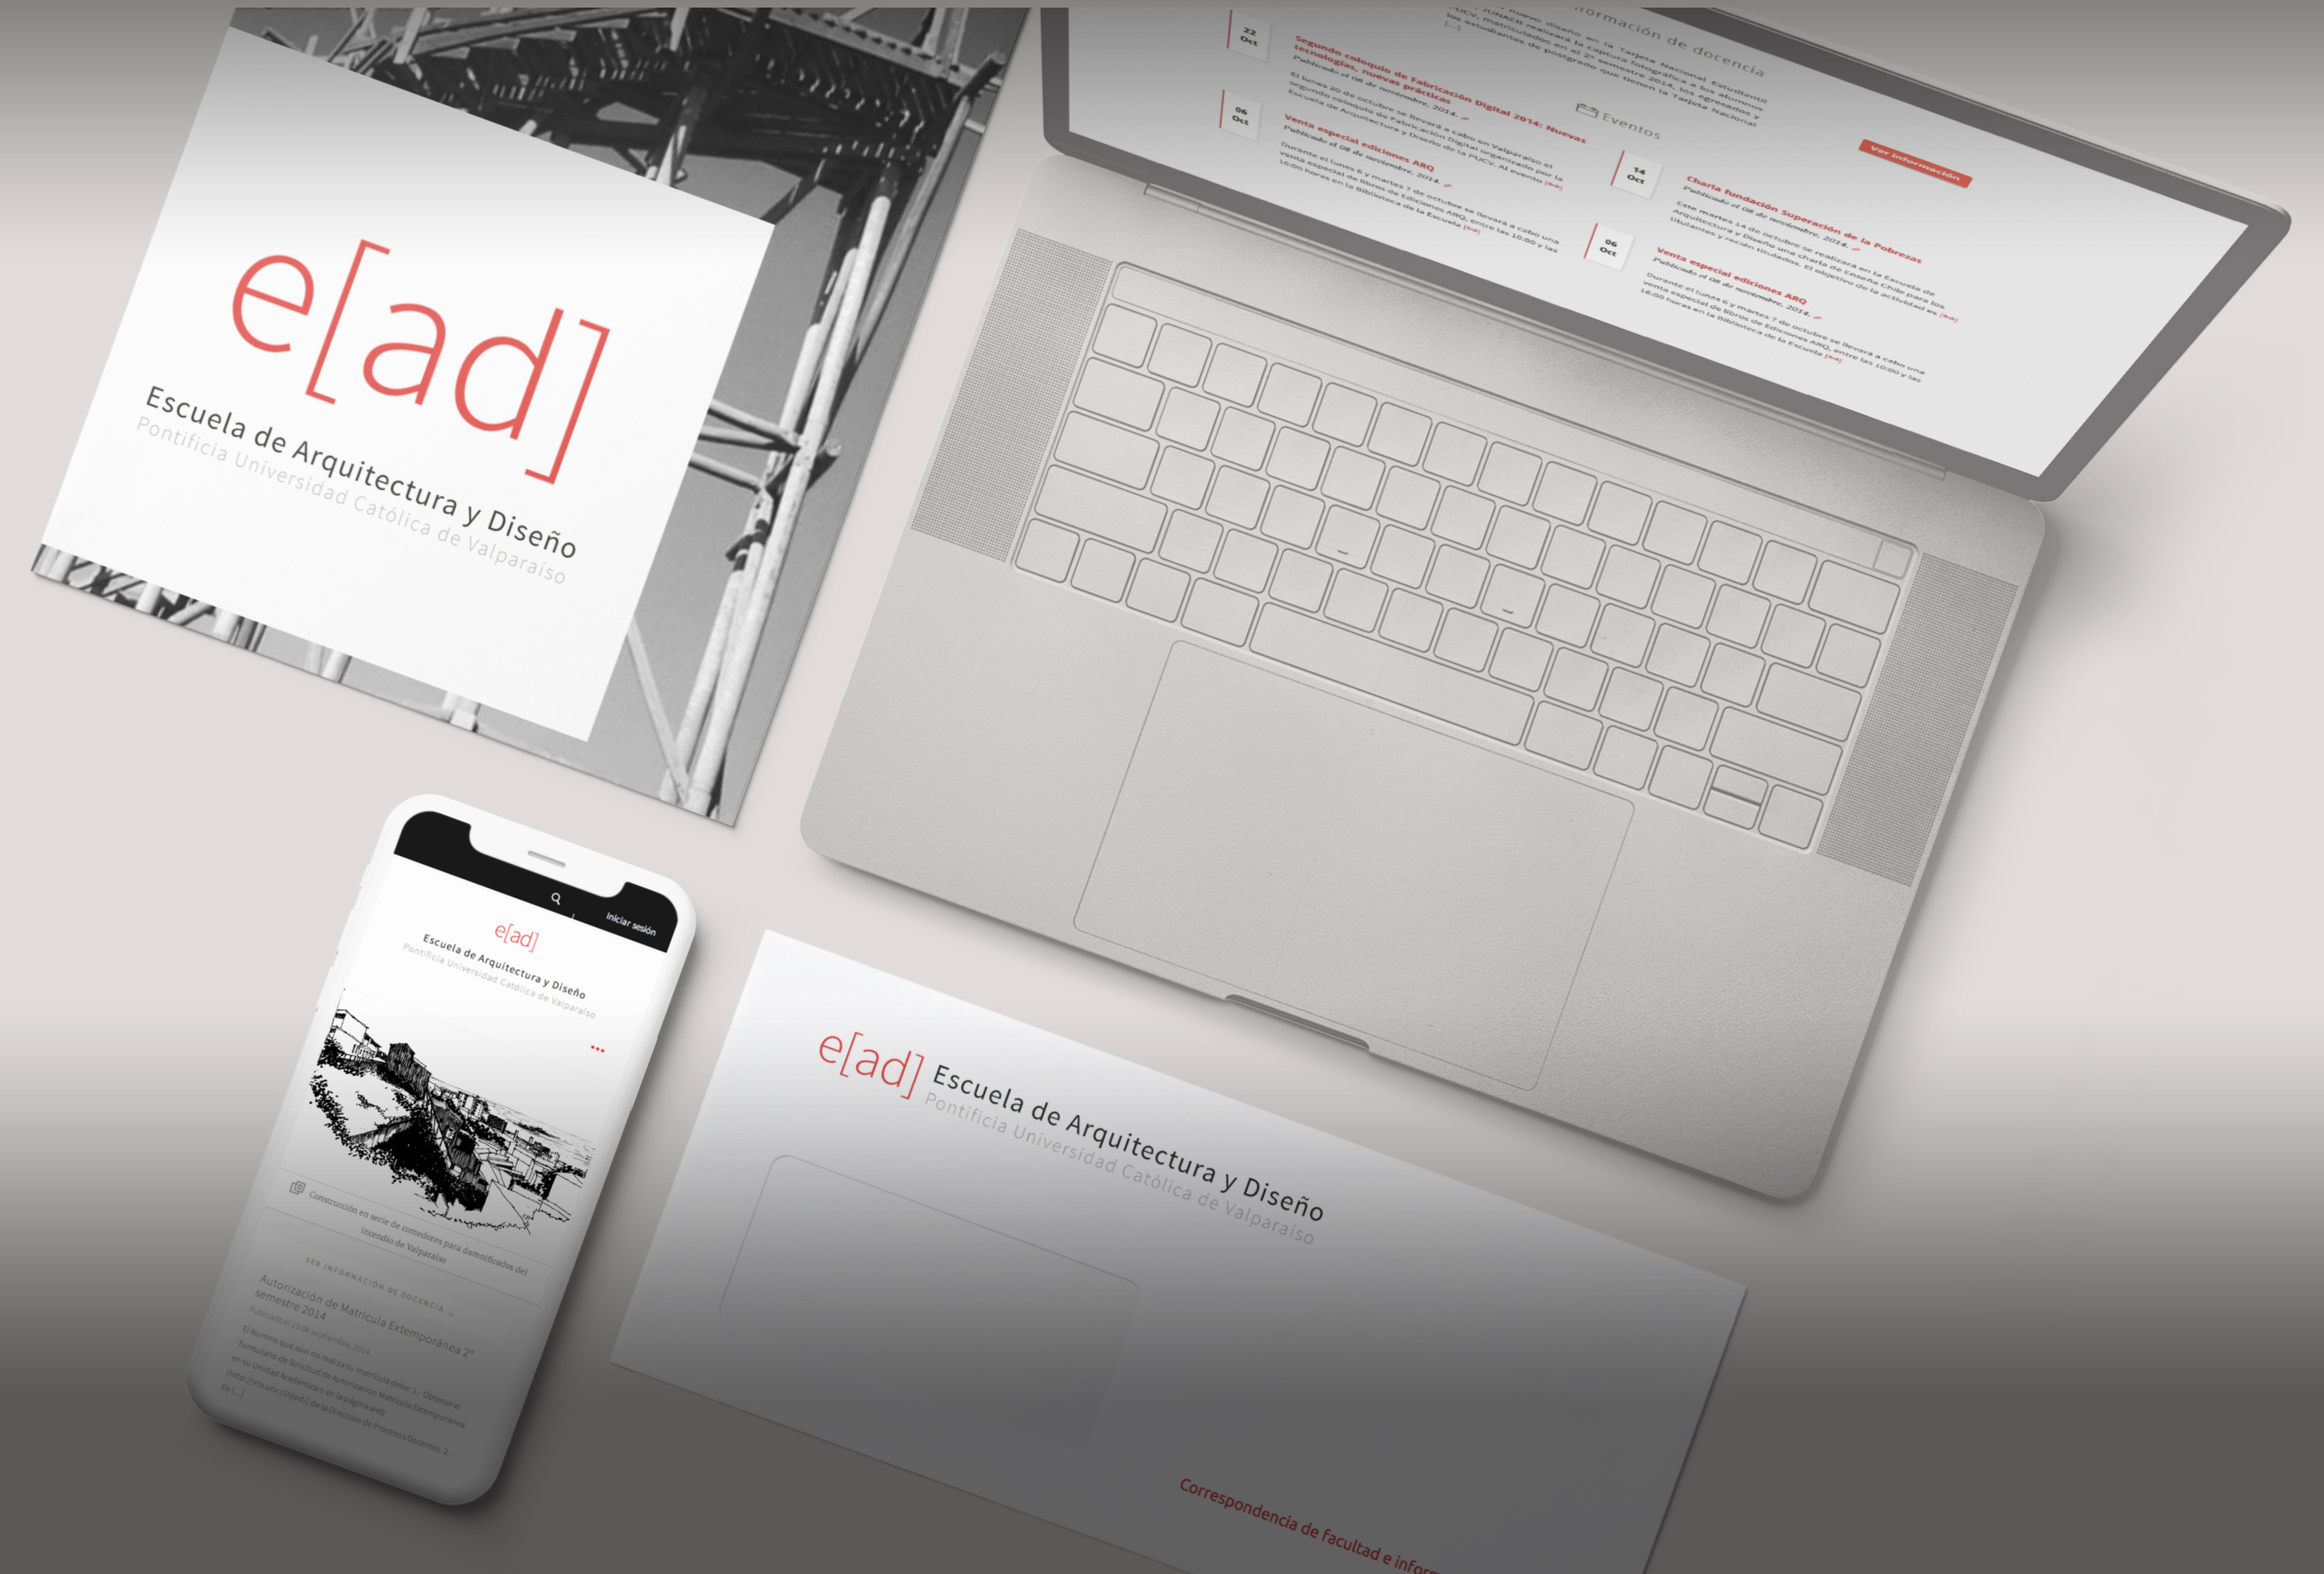 e[ad]
Escuela de Arquitectura y Diseño
Pontificia Universidad Católica de Valparaíso
formación de docencia
nuevo diseño en la Tarjeta Nacional Estudiantil
JUNAEB realizará la captura fotográfica a los alumnos
PUCV, matriculados en el 2º semestre 2014, los egresados y
los estudiantes de postgrado que tienen la Tarjeta Nacional
[...]
Ver información
Eventos
22
Oct
Segundo coloquio de Fabricación Digital 2014: Nuevas
tecnologías, nuevas prácticas
Publicado el 08 de noviembre, 2014.
El lunes 20 de octubre se llevará a cabo en Valparaíso el
segundo coloquio de Fabricación Digital organizado por la
Escuela de Arquitectura y Diseño de la PUCV. Al evento
06
Oct
Venta especial ediciones ARQ
Publicado el 08 de noviembre, 2014.
Durante el lunes 6 y martes 7 de octubre se llevará a cabo una
venta especial de libros de Ediciones ARQ, entre las 10:00 y las
16:00 horas en la Biblioteca de la Escuela
14
Oct
Charla fundación Superación de la Pobrezas
Publicado el 08 de noviembre, 2014.
Este martes 14 de octubre se realizará en la Escuela de
Arquitectura y Diseño una charla de Enseña Chile para los
titulantes y recién titulados. El objetivo de la actividad es
06
Oct
Venta especial ediciones ARQ
Publicado el 08 de noviembre, 2014.
Durante el lunes 6 y martes 7 de octubre se llevará a cabo una
venta especial de libros de Ediciones ARQ, entre las 10:00 y las
16:00 horas en la Biblioteca de la Escuela
Iniciar sesión
e[ad]
Escuela de Arquitectura y Diseño
Pontificia Universidad Católica de Valparaíso
Construcción en serie de comedores para damnificados del
incendio de Valparaíso
VER INFORMACIÓN DE DOCENCIA →
Autorización de Matrícula Extemporánea 2°
semestre 2014
Publicado el 10 de septiembre, 2014
El Alumno que aún no realiza su matrícula debe: 1.- Obtener el
Formulario de Solicitud de Autorización Matrícula Extemporánea
en su Unidad Académica o en la página web
(http://vra.ucv.cl/dpd/) de la Dirección de Procesos Docentes. 2.
En [...]
e[ad] Escuela de Arquitectura y Diseño
Pontificia Universidad Católica de Valparaíso
Correspondencia de facultad e infor